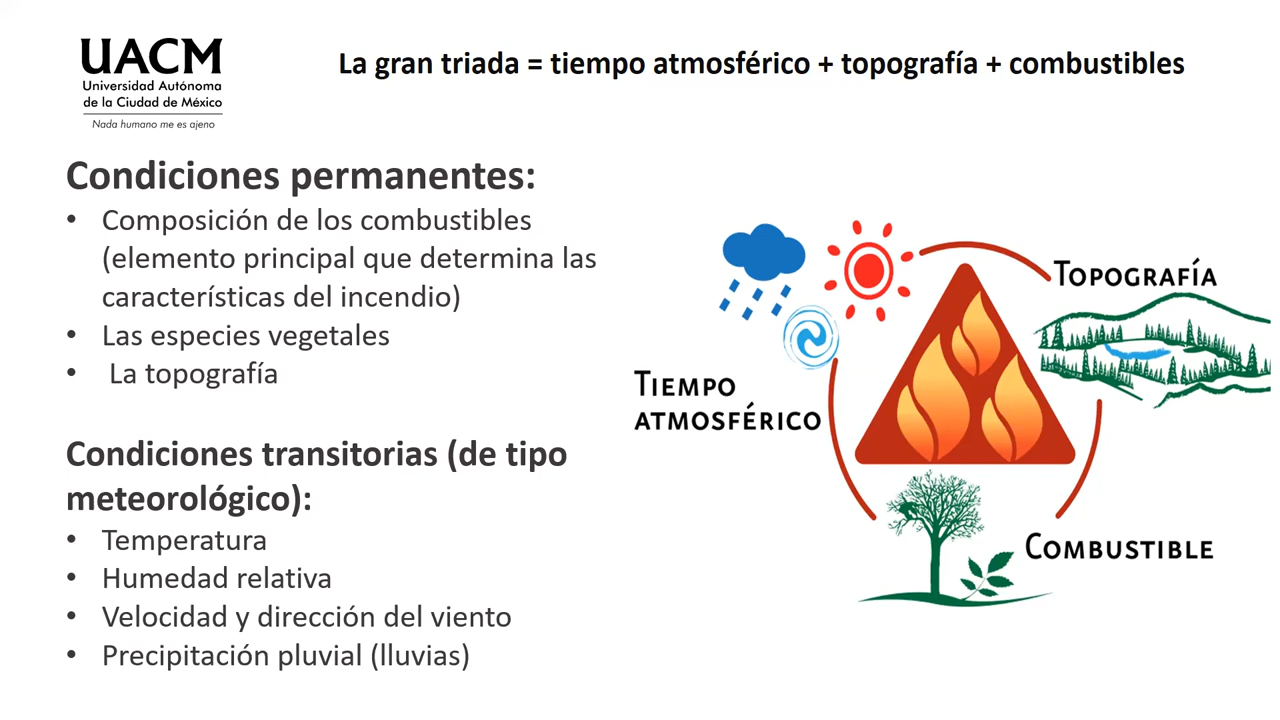 UACM
Universidad Autónoma
de la Ciudad de México
Nada humano me es ajeno
La gran triada = tiempo atmosférico + topografía + combustibles
Condiciones permanentes:
• Composición de los combustibles
(elemento principal que determina las
características del incendio)
• Las especies vegetales
• La topografía
Condiciones transitorias (de tipo
meteorológico):
• Temperatura
• Humedad relativa
• Velocidad y dirección del viento
• Precipitación pluvial (lluvias)
TOPOGRAFÍA
TIEMPO
ATMOSFÉRICO
COMBUSTIBLE